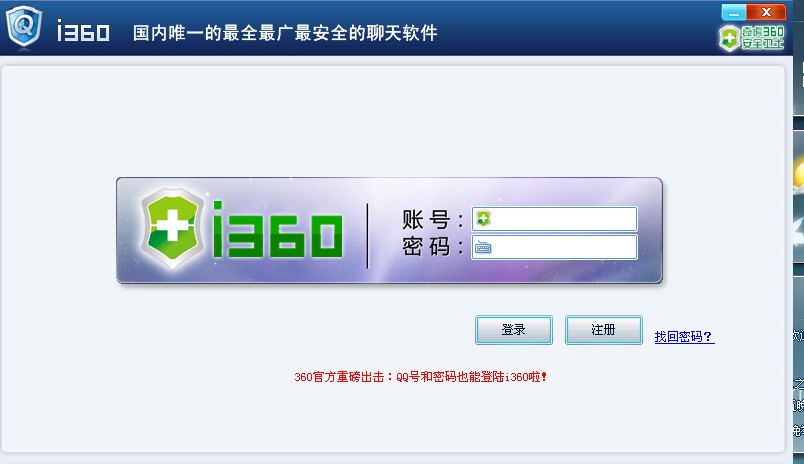 i360 国内唯一的最全最广最安全的聊天软件
奇虎360
安全卫士
i360
账号：
密码：
登录 注册 找回密码？
360官方重磅出击：QQ号和密码也能登陆i360啦！